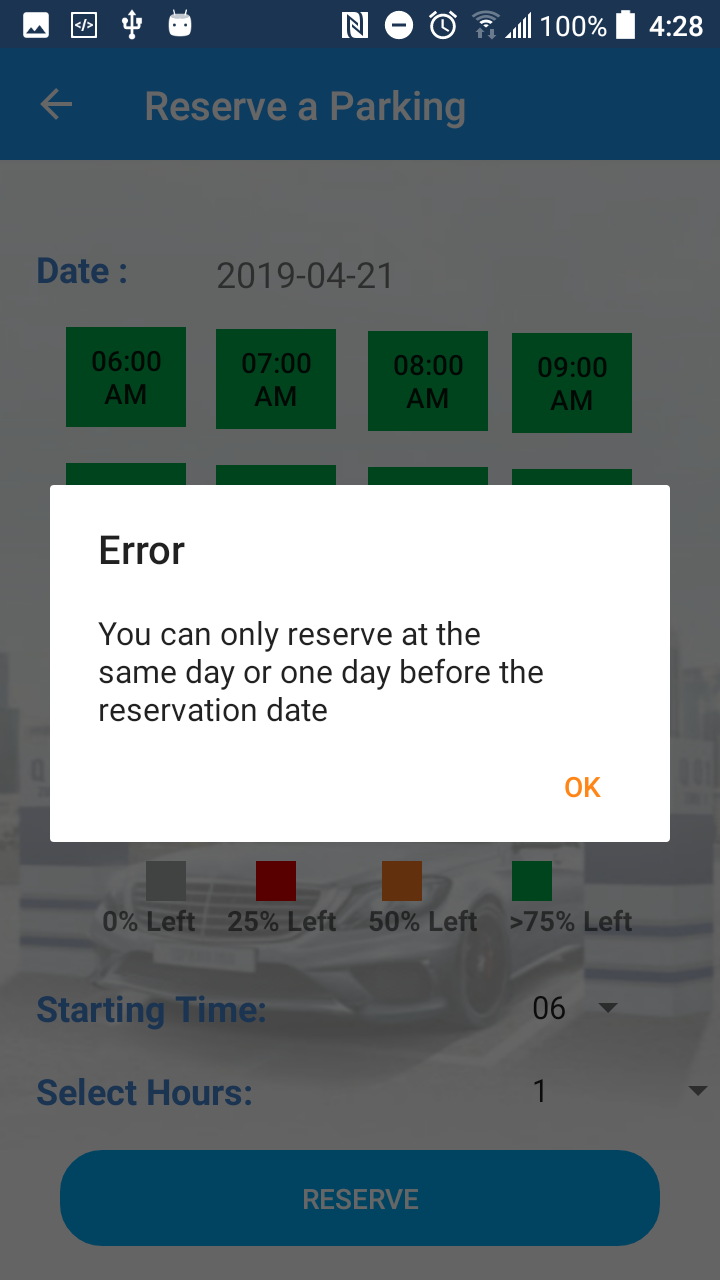 100% 4:28
Reserve a Parking
Date : 2019-04-21
06:00 07:00 08:00 09:00
AM AM AM AM
Error
You can only reserve at the
same day or one day before the
reservation date
OK
0% Left 25% Left 50% Left >75% Left
Starting Time: 06
Select Hours: 1
RESERVE